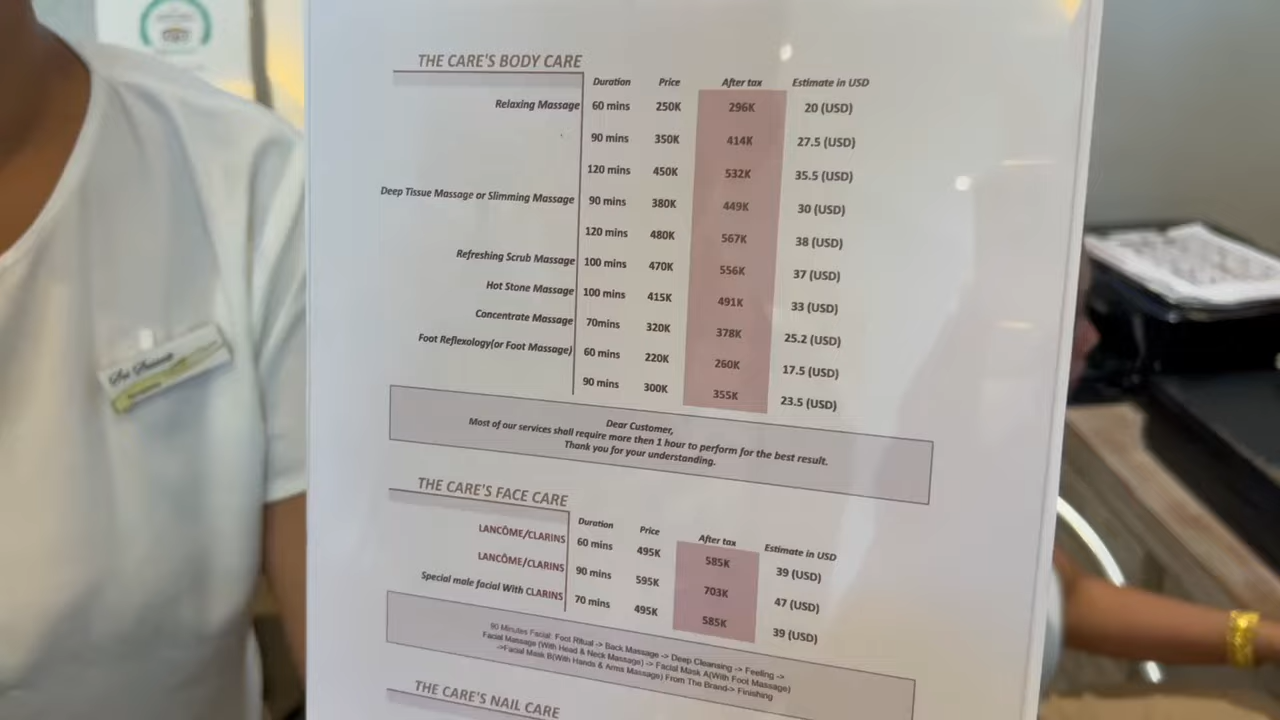 THE CARE'S BODY CARE
Duration Price After tax Estimate in USD
Relaxing Massage 60 mins 250K 296K 20 (USD)
90 mins 350K 414K 27.5 (USD)
120 mins 450K 532K 35.5 (USD)
Deep Tissue Massage or Slimming Massage 90 mins 380K 449K 30 (USD)
120 mins 480K 567K 38 (USD)
Refreshing Scrub Massage 100 mins 470K 556K 37 (USD)
Hot Stone Massage 100 mins 415K 491K 33 (USD)
Concentrate Massage 70mins 320K 378K 25.2 (USD)
Foot Reflexology(or Foot Massage) 60 mins 220K 260K 17.5 (USD)
90 mins 300K 355K 23.5 (USD)
Dear Customer,
Most of our services shall require more then 1 hour to perform for the best result.
Thank you for your understanding.
THE CARE'S FACE CARE
Duration Price After tax Estimate in USD
LANCÔME/CLARINS 60 mins 495K 585K 39 (USD)
LANCÔME/CLARINS 90 mins 595K 703K 47 (USD)
Special male facial With CLARINS 70 mins 495K 585K 39 (USD)
90 Minutes Facial: Foot Ritual -> Back Massage -> Deep Cleansing -> Feeling ->
Facial Massage (With Head & Neck Massage) -> Facial Mask A(With Foot Massage)
->Facial Mask B(With Hands & Arms Massage) From The Brand-> Finishing
THE CARE'S NAIL CARE